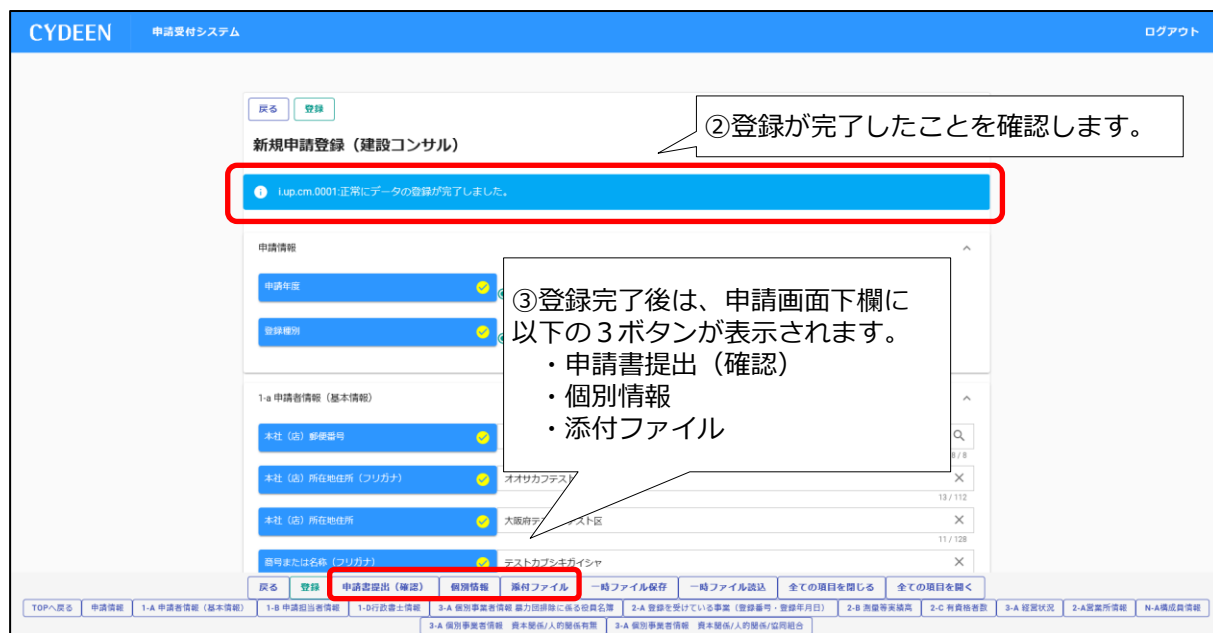 CYDEEN 申請受付システム ログアウト
戻る 登録
②登録が完了したことを確認します。
新規申請登録（建設コンサル）
i.up.cm.0001:正常にデータの登録が完了しました。
申請情報
申請年度
登録種別
③登録完了後は、申請画面下欄に
以下の３ボタンが表示されます。
・申請書提出（確認）
・個別情報
・添付ファイル
1-a 申請者情報（基本情報）
本社（店）郵便番号
8 / 8
本社（店）所在地住所（フリガナ） オオサカフテスト
13 / 112
本社（店）所在地住所 大阪府テ スト区
11 / 128
商号または名称（フリガナ） テストカブシキガイシャ
戻る 登録 申請書提出（確認） 個別情報 添付ファイル 一時ファイル保存 一時ファイル読込 全ての項目を閉じる 全ての項目を開く
TOPへ戻る 申請情報 1-A 申請者情報（基本情報） 1-B 申請担当者情報 1-D行政書士情報 3-A 個別事業者情報 暴力団排除に係る役員名簿 2-A 登録を受けている事業（登録番号・登録年月日） 2-B 測量等実績高 2-C 有資格者数 3-A 経営状況 2-A営業所情報 N-A構成員情報
3-A 個別事業者情報 資本関係/人的関係有無 3-A 個別事業者情報 資本関係/人的関係/協同組合